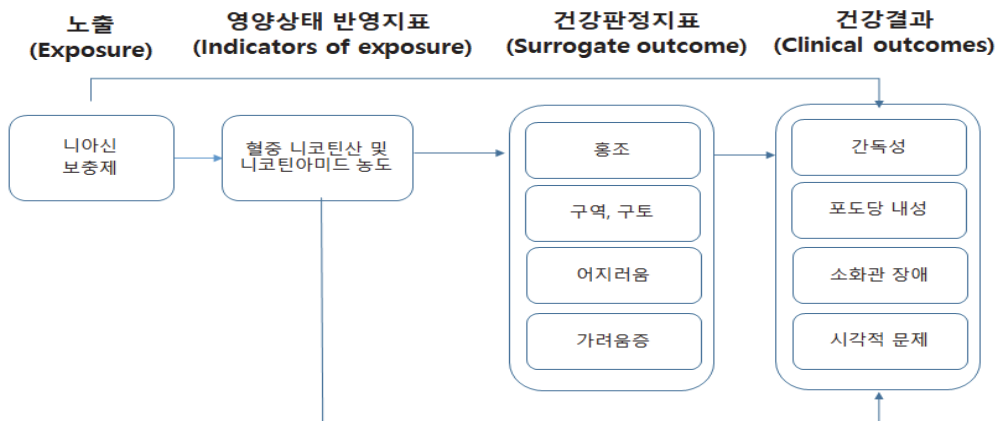 노출
(Exposure)
영양상태 반영지표
(Indicators of exposure)
건강판정지표
(Surrogate outcome)
건강결과
(Clinical outcomes)
니아신
보충제
혈중 니코틴산 및
니코틴아미드 농도
홍조
구역, 구토
어지러움
가려움증
간독성
포도당 내성
소화관 장애
시각적 문제